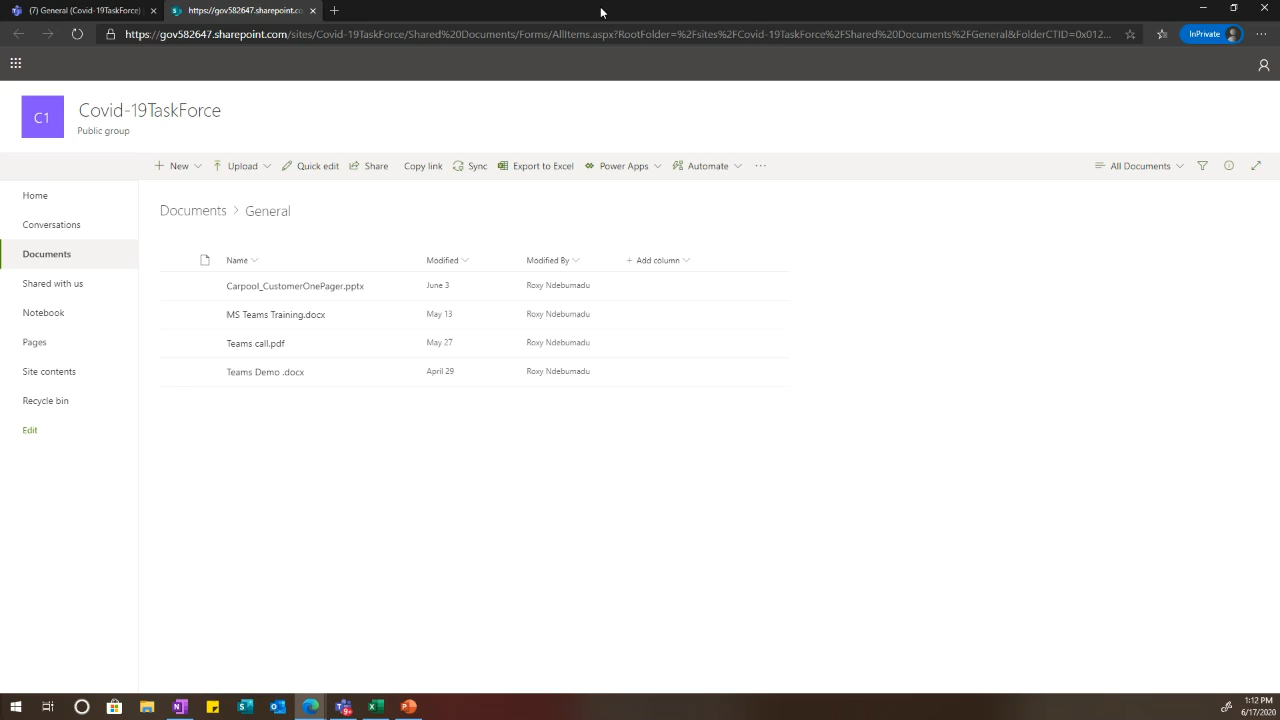 (7) General (Covid-19TaskForce)
https://gov582647.sharepoint.co...
https://gov582647.sharepoint.com/sites/Covid-19TaskForce/Shared%20Documents/Forms/AllItems.aspx?RootFolder=%2Fsites%2FCovid-19TaskForce%2FShared%20Documents%2FGeneral&FolderCTID=0x012...
InPrivate
C1
Covid-19TaskForce
Public group
New Upload Quick edit Share Copy link Sync Export to Excel Power Apps Automate ... All Documents
Home
Conversations
Documents
Shared with us
Notebook
Pages
Site contents
Recycle bin
Edit
Documents > General
Name Modified Modified By + Add column
Carpool_CustomerOnePager.pptx June 3 Roxy Ndebumadu
MS Teams Training.docx May 13 Roxy Ndebumadu
Teams call.pdf May 27 Roxy Ndebumadu
Teams Demo .docx April 29 Roxy Ndebumadu
1:12 PM
6/17/2020